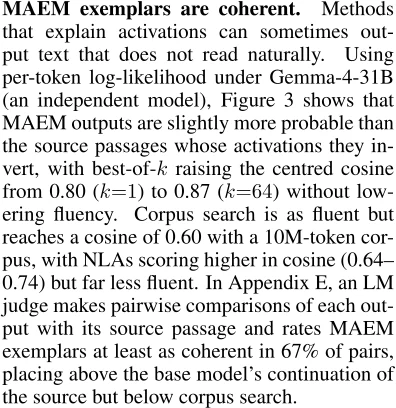 MAEM exemplars are coherent. Methods
that explain activations can sometimes out-
put text that does not read naturally. Using
per-token log-likelihood under Gemma-4-31B
(an independent model), Figure 3 shows that
MAEM outputs are slightly more probable than
the source passages whose activations they in-
vert, with best-of-k raising the centred cosine
from 0.80 (k=1) to 0.87 (k=64) without low-
ering fluency. Corpus search is as fluent but
reaches a cosine of 0.60 with a 10M-token cor-
pus, with NLAs scoring higher in cosine (0.64–
0.74) but far less fluent. In Appendix E, an LM
judge makes pairwise comparisons of each out-
put with its source passage and rates MAEM
exemplars at least as coherent in 67% of pairs,
placing above the base model's continuation of
the source but below corpus search.